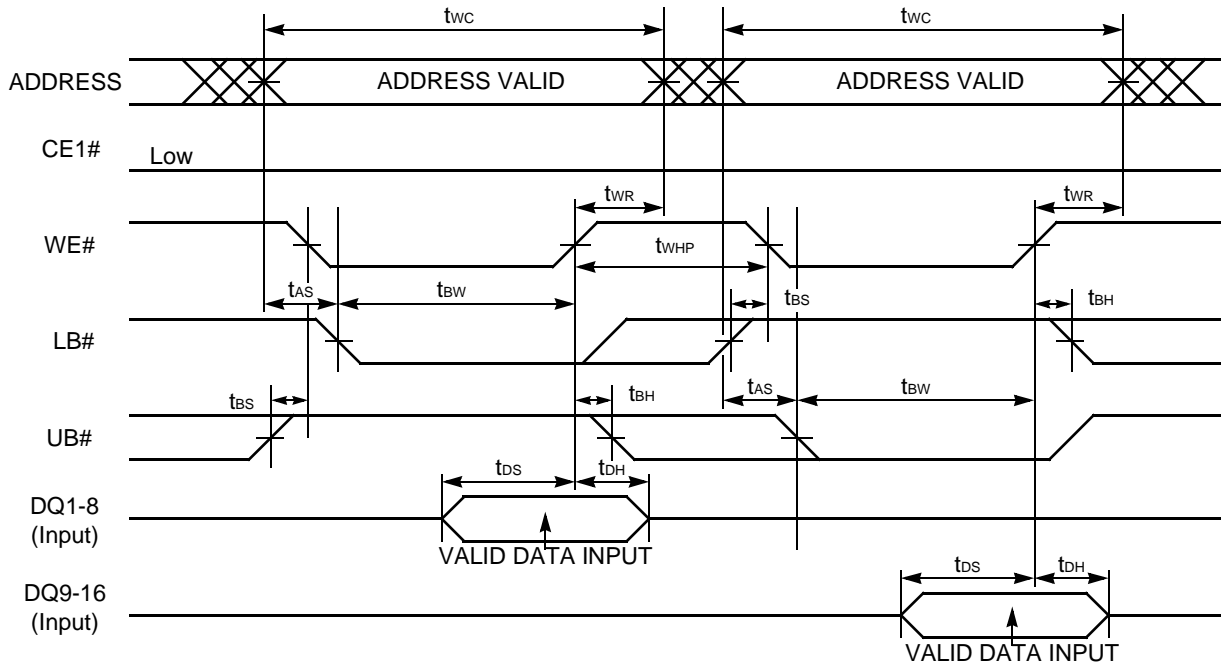 tWC tWC
ADDRESS ADDRESS VALID ADDRESS VALID
CE1# Low
tWR tWR
WE#
tWHP
tAS tBW tBS tBH
LB#
tBS tBH tAS tBW
UB#
tDS tDH
DQ1-8
(Input)
VALID DATA INPUT
tDS tDH
DQ9-16
(Input)
VALID DATA INPUT